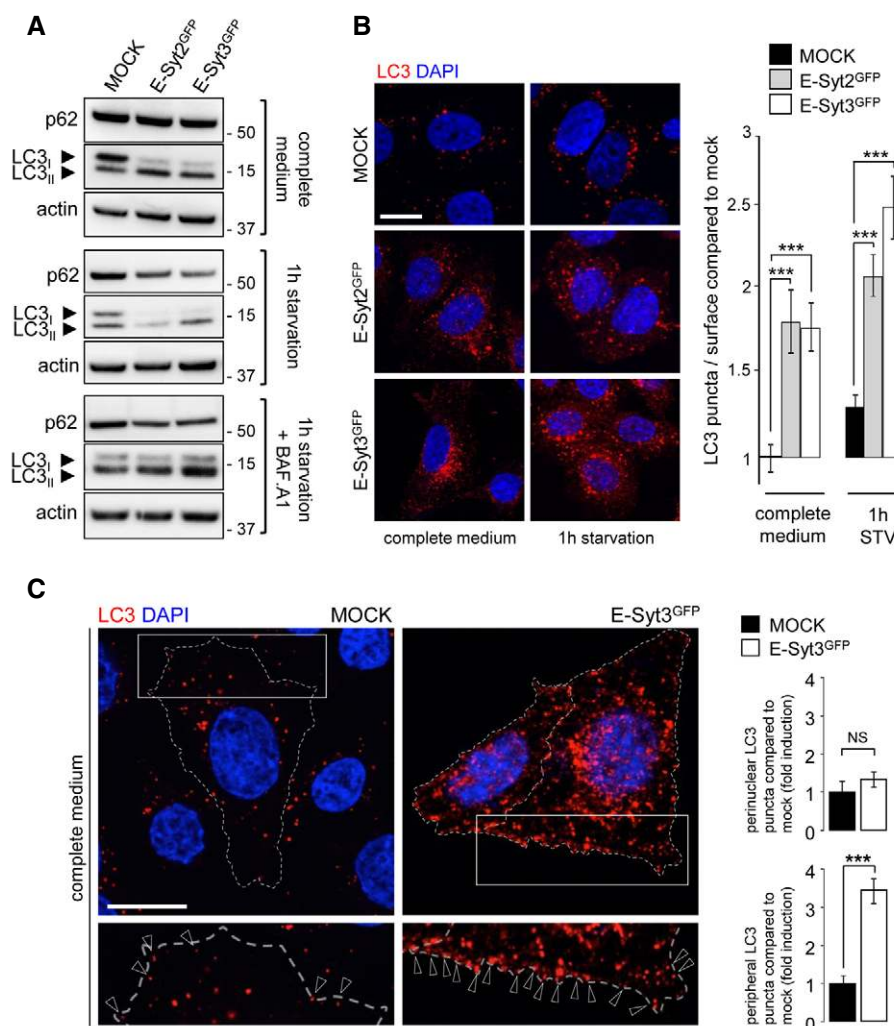 A
MOCK
E-Syt2GFP
E-Syt3GFP
p62
- 50
LC3I
LC3II
- 15
actin
- 37
complete
medium
p62
- 50
LC3I
LC3II
- 15
actin
- 37
1h starvation
p62
- 50
LC3I
LC3II
- 15
actin
- 37
1h starvation
+ BAF.A1
B
LC3 DAPI
MOCK
E-Syt2GFP
E-Syt3GFP
complete medium
1h starvation
MOCK
E-Syt2GFP
E-Syt3GFP
LC3 puncta / surface compared to mock
3
2.5
2
1.5
1
***
***
***
***
complete
medium
1h
STV
C
LC3 DAPI
MOCK
E-Syt3GFP
complete medium
MOCK
E-Syt3GFP
perinuclear LC3
puncta compared to
mock (fold induction)
4
3
2
1
0
NS
peripheral LC3
puncta compared to
mock (fold induction)
4
3
2
1
0
***